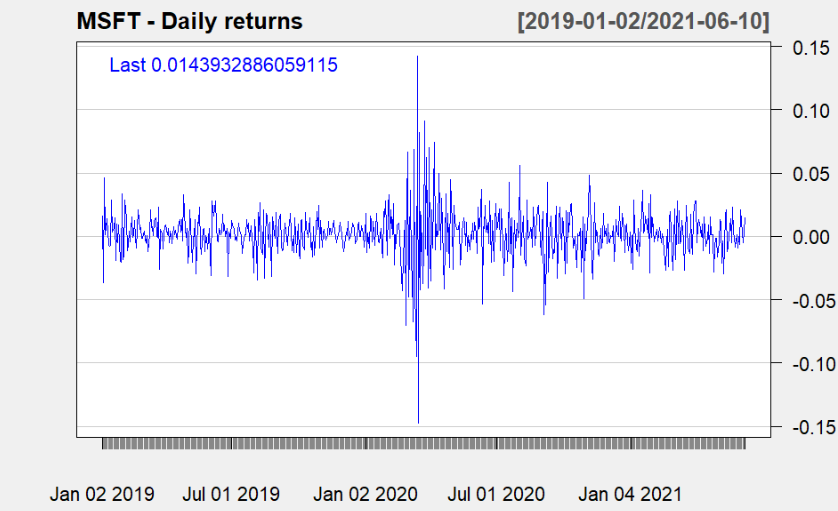 MSFT - Daily returns [2019-01-02/2021-06-10]
Last 0.0143932886059115
0.15
0.10
0.05
0.00
-0.05
-0.10
-0.15
Jan 02 2019 Jul 01 2019 Jan 02 2020 Jul 01 2020 Jan 04 2021